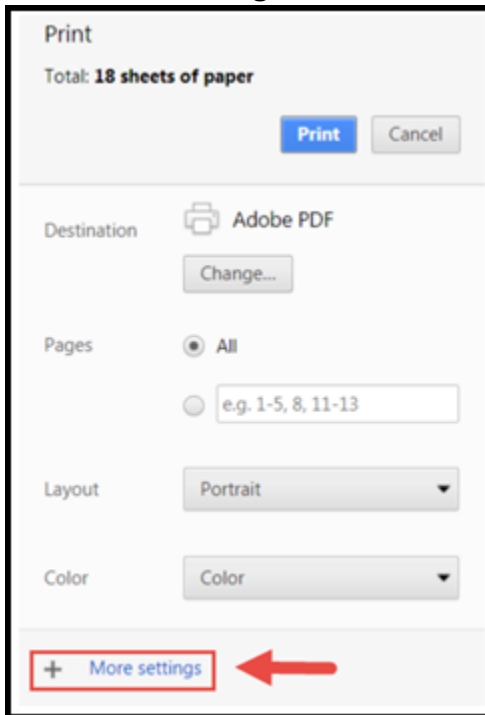 Print
Total: 18 sheets of paper
Print Cancel
Destination Adobe PDF
Change...
Pages All
e.g. 1-5, 8, 11-13
Layout Portrait
Color Color
+ More settings